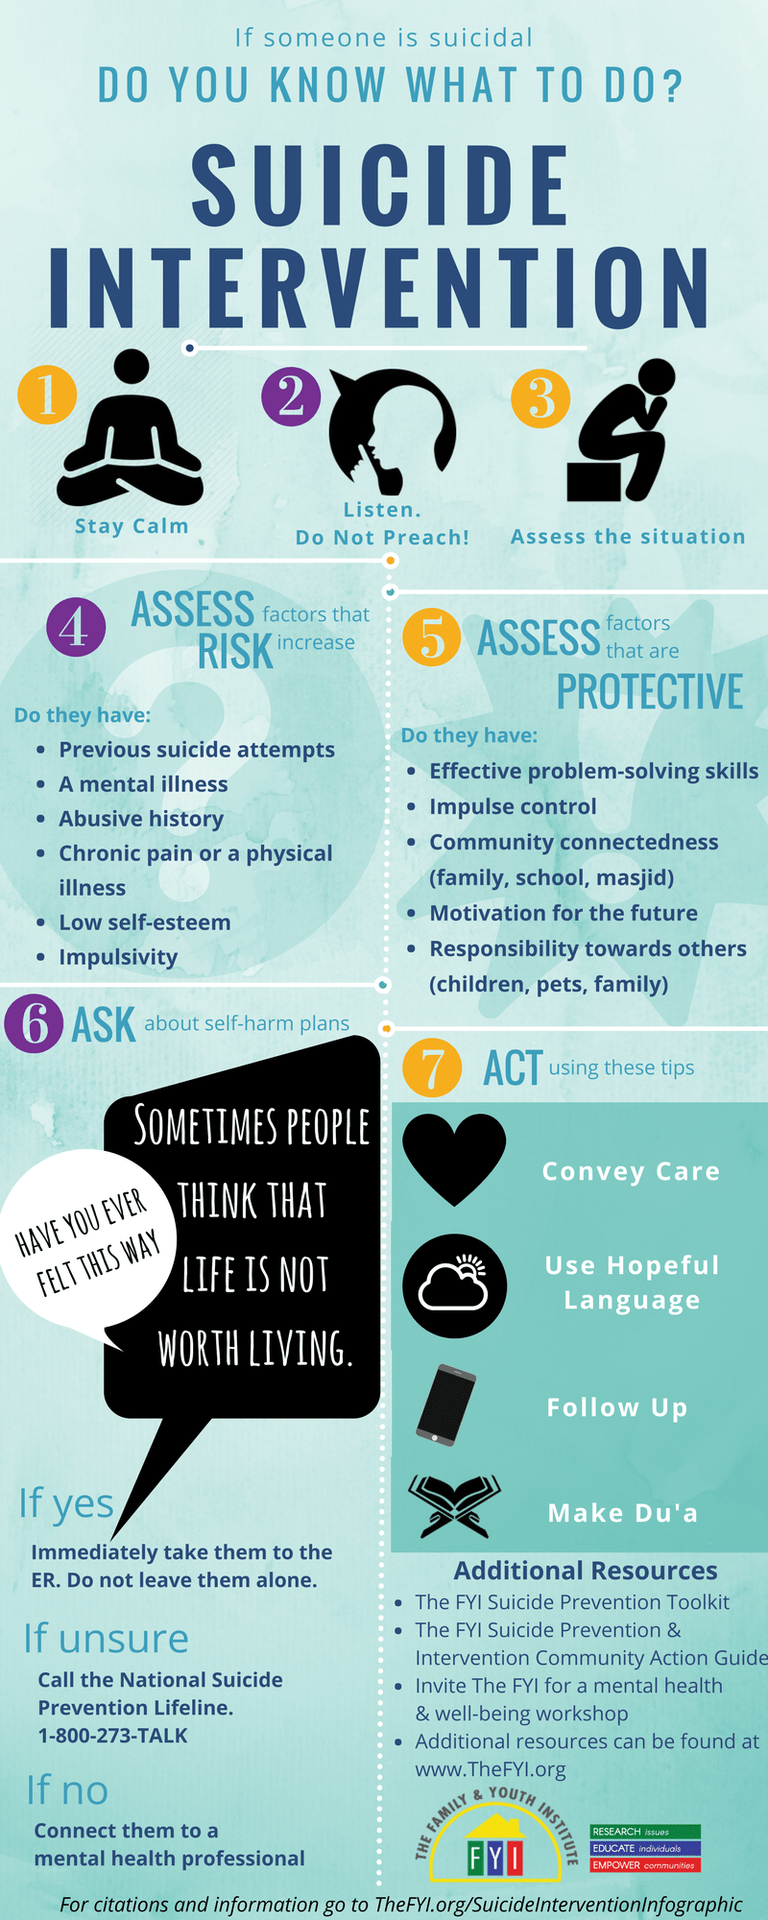 If someone is suicidal
DO YOU KNOW WHAT TO DO?
SUICIDE
INTERVENTION
1
Stay Calm
2
Listen.
Do Not Preach!
3
Assess the situation
4
ASSESS factors that
RISK increase
Do they have:
• Previous suicide attempts
• A mental illness
• Abusive history
• Chronic pain or a physical
illness
• Low self-esteem
• Impulsivity
5
ASSESS factors
that are
PROTECTIVE
Do they have:
• Effective problem-solving skills
• Impulse control
• Community connectedness
(family, school, masjid)
• Motivation for the future
• Responsibility towards others
(children, pets, family)
6 ASK about self-harm plans
SOMETIMES PEOPLE
THINK THAT
LIFE IS NOT
WORTH LIVING.
HAVE YOU EVER
FELT THIS WAY
If yes
Immediately take them to the
ER. Do not leave them alone.
If unsure
Call the National Suicide
Prevention Lifeline.
1-800-273-TALK
If no
Connect them to a
mental health professional
7 ACT using these tips
Convey Care
Use Hopeful
Language
Follow Up
Make Du'a
Additional Resources
• The FYI Suicide Prevention Toolkit
• The FYI Suicide Prevention &
Intervention Community Action Guide
• Invite The FYI for a mental health
& well-being workshop
• Additional resources can be found at
www.TheFYI.org
THE FAMILY & YOUTH INSTITUTE
FYI
RESEARCH issues
EDUCATE individuals
EMPOWER communities
For citations and information go to TheFYI.org/SuicideInterventionInfographic